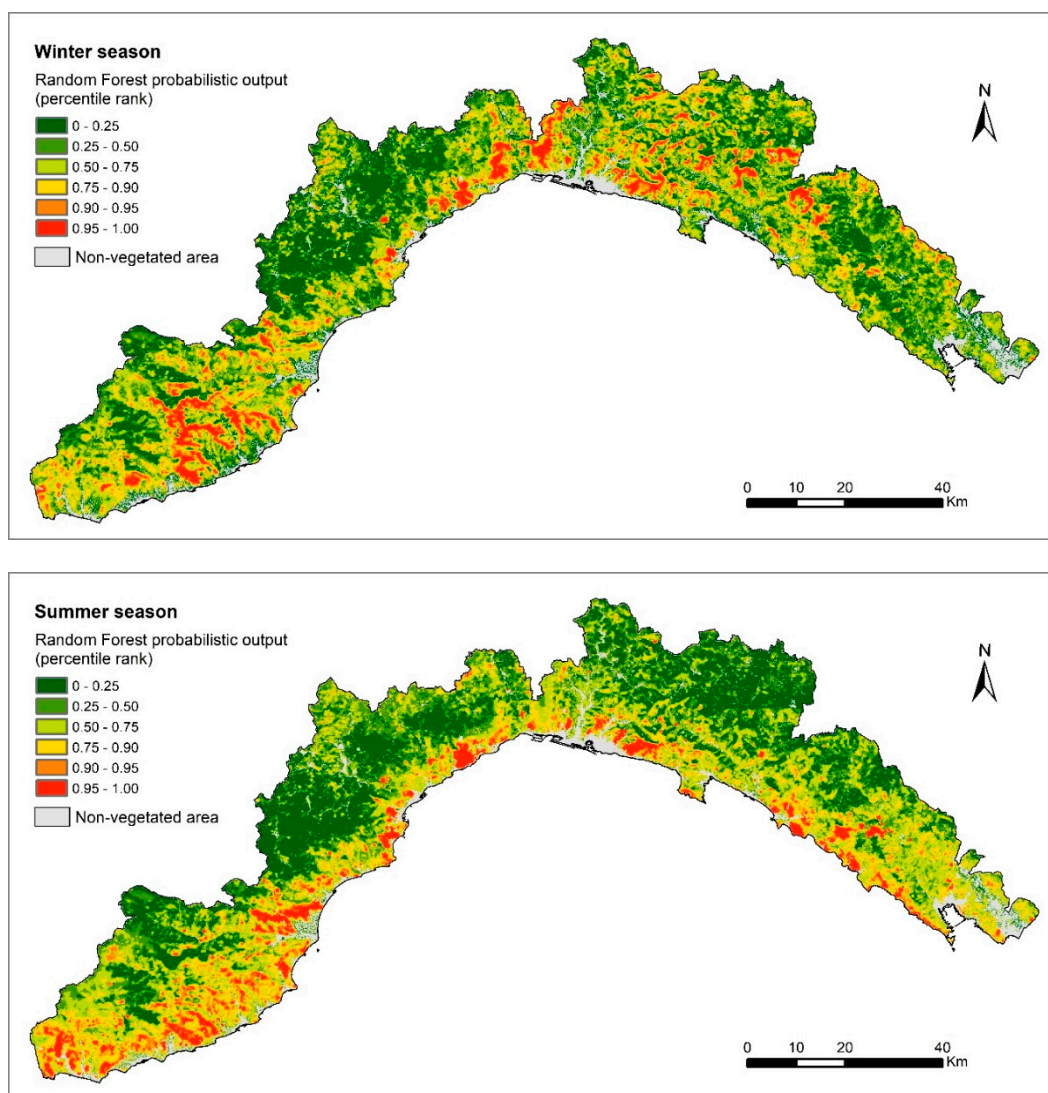 Winter season
Random Forest probabilistic output
(percentile rank)
0 - 0.25
0.25 - 0.50
0.50 - 0.75
0.75 - 0.90
0.90 - 0.95
0.95 - 1.00
Non-vegetated area
N
0 10 20 40
Km
Summer season
Random Forest probabilistic output
(percentile rank)
0 - 0.25
0.25 - 0.50
0.50 - 0.75
0.75 - 0.90
0.90 - 0.95
0.95 - 1.00
Non-vegetated area
N
0 10 20 40
Km